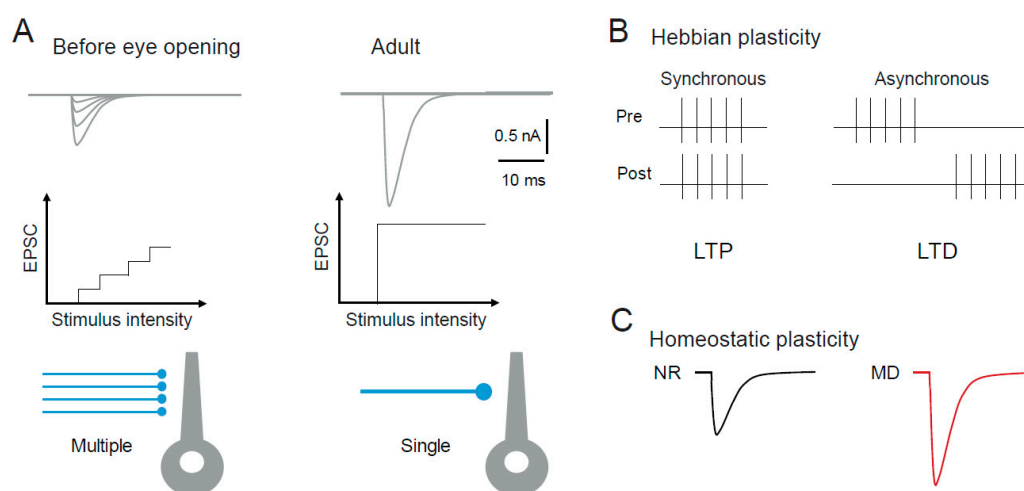 A
Before eye opening
Adult
0.5 nA
10 ms
EPSC
Stimulus intensity
EPSC
Stimulus intensity
Multiple
Single
B
Hebbian plasticity
Synchronous
Asynchronous
Pre
Post
LTP
LTD
C
Homeostatic plasticity
NR
MD